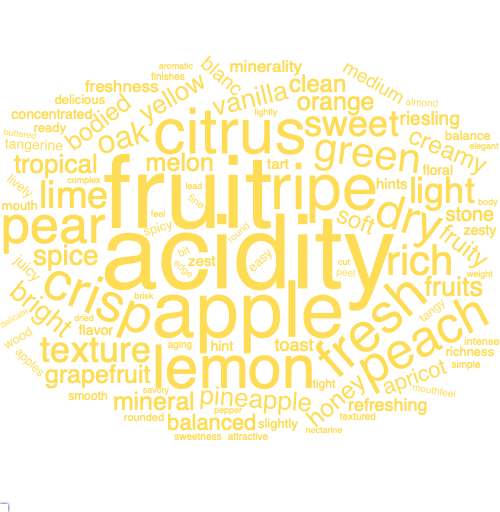 aromatic
finishes
blanc
minerality
medium
freshness
yellow
vanilla
clean
orange
almond
delicious
concentrated
bodied
lightly
riesling
ready
buttered
tangerine
oak
citrus
sweet
balance
elegant
creamy
green
tropical
melon
tart
floral
lively
complex
lime
fruit
lead
fine
ripe
hints
light
body
mouth
pear
feel
spicy
soft
dry
stone
zesty
fruity
spice
acidity
round
bit
edge
zest
easy
cut
peel
rich
juicy
crisp
weight
fruits
bright
brisk
apple
fresh
peach
tangy
delicate
wood
dried
flavor
apples
texture
aging
hint
toast
intense
richness
simple
grapefruit
lemon
tight
honey
apricot
mouthfeel
smooth
savory
mineral
pineapple
refreshing
rounded
pepper
textured
balanced
slightly
nectarine
sweetness
attractive